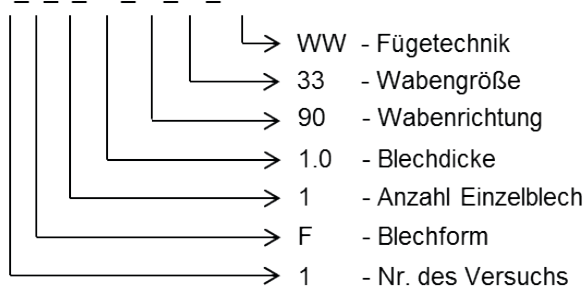 WW - Fügetechnik
33 - Wabengröße
90 - Wabenrichtung
1.0 - Blechdicke
1 - Anzahl Einzelblech
F - Blechform
1 - Nr. des Versuchs